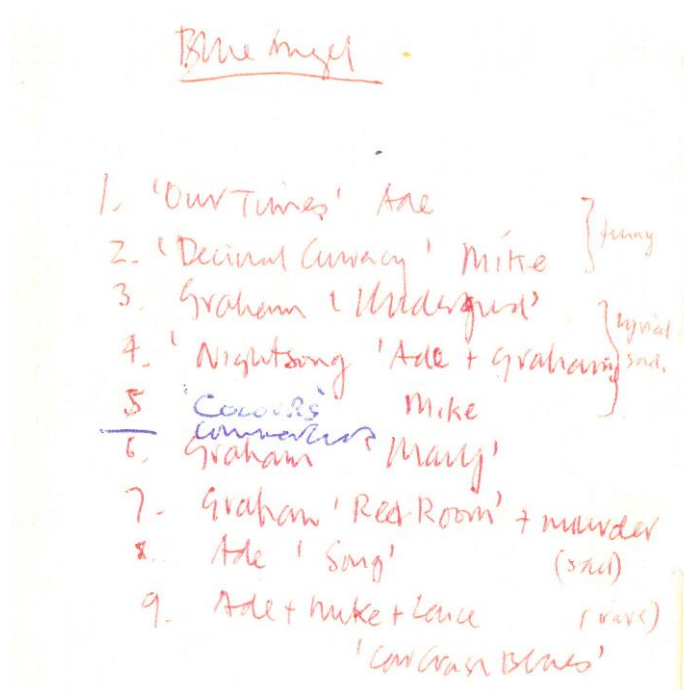 Blue Angel
1. 'Our Times' Ade
2. 'Decimal Currency' Mike } funny
3. Graham 'Underground'
4. 'Nightsong' Ade + Graham } lyrical sad.
5 'COLOURS' Mike
6. Graham 'Mary'
7. Graham 'Red Room' + murder
8. Ade 'Song' (sad)
9. Ade + Mike + Lance (rave)
'Car Crash Blues'